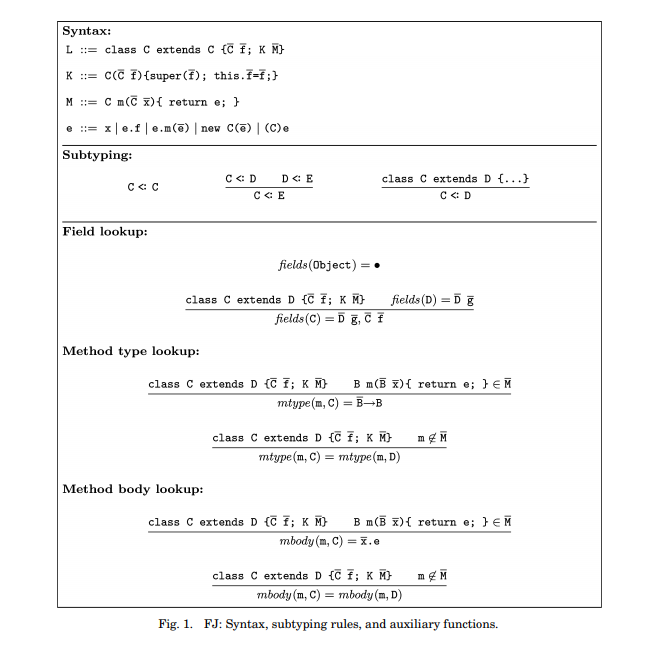 Syntax:
L ::= class C extends C {C̅ f̅; K M̅}
K ::= C(C̅ f̅){super(f̅); this.f̅=f̅;}
M ::= C m(C̅ x̅){ return e; }
e ::= x | e.f | e.m(e̅) | new C(e̅) | (C)e
Subtyping:
C <: C
C <: D D <: E
C <: E
class C extends D {...}
C <: D
Field lookup:
fields(Object) = •
class C extends D {C̅ f̅; K M̅} fields(D) = D̅ g̅
fields(C) = D̅ g̅, C̅ f̅
Method type lookup:
class C extends D {C̅ f̅; K M̅} B m(B̅ x̅){ return e; } ∈ M̅
mtype(m, C) = B̅→B
class C extends D {C̅ f̅; K M̅} m ∉ M̅
mtype(m, C) = mtype(m, D)
Method body lookup:
class C extends D {C̅ f̅; K M̅} B m(B̅ x̅){ return e; } ∈ M̅
mbody(m, C) = x̅.e
class C extends D {C̅ f̅; K M̅} m ∉ M̅
mbody(m, C) = mbody(m, D)
Fig. 1. FJ: Syntax, subtyping rules, and auxiliary functions.